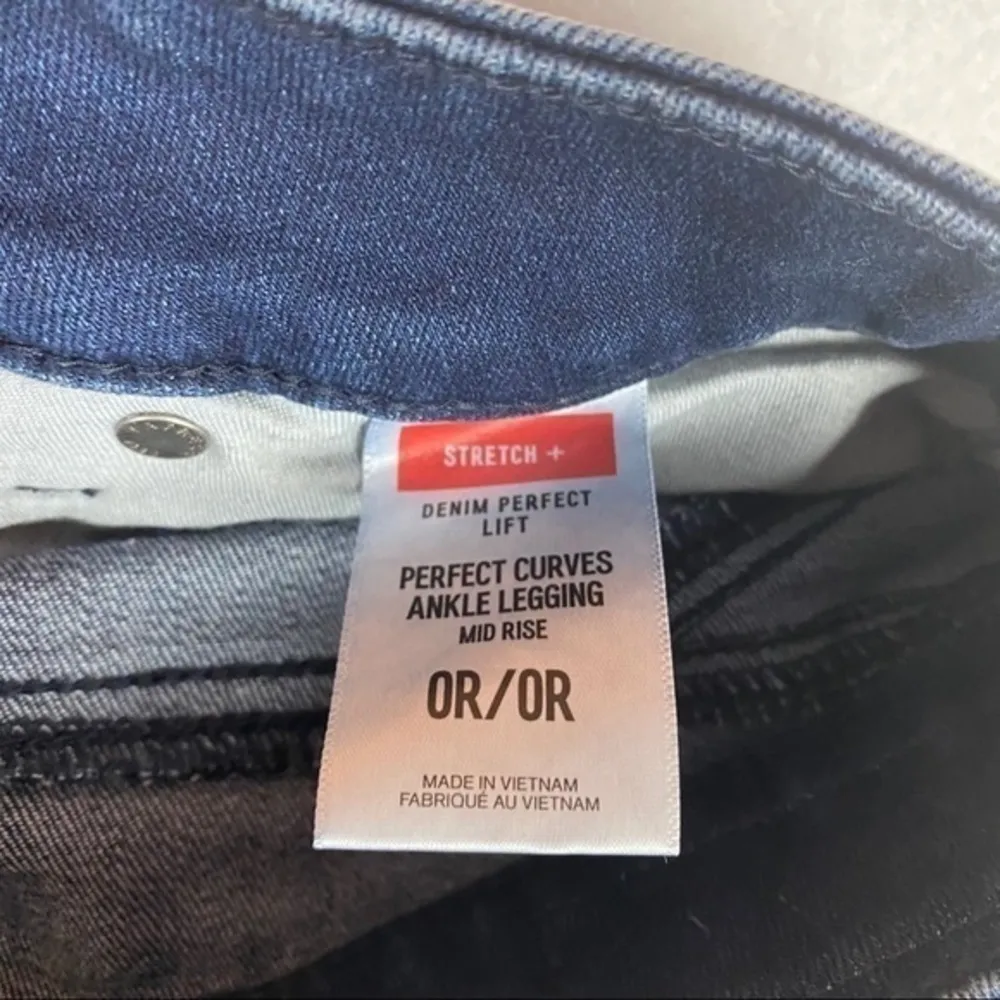 STRETCH +
DENIM PERFECT
LIFT
PERFECT CURVES
ANKLE LEGGING
MID RISE
0R/0R
MADE IN VIETNAM
FABRIQUÉ AU VIETNAM